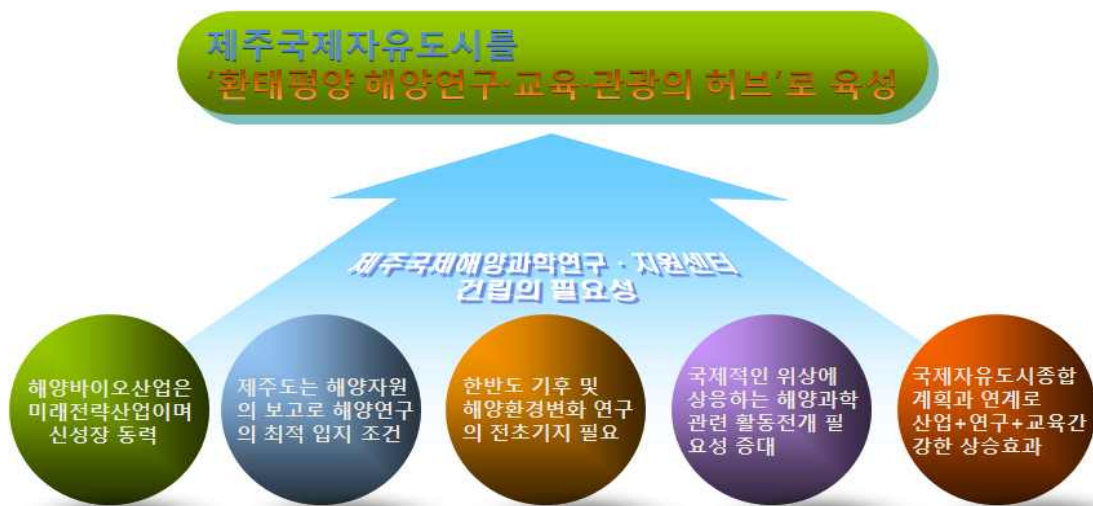 제주국제자유도시를
‘환태평양 해양연구·교육·관광의 허브’로 육성
제주국제해양과학연구 · 지원센터
건립의 필요성
해양바이오산업은
미래전략산업이며
신성장 동력
제주도는 해양자원
의 보고로 해양연구
의 최적 입지 조건
한반도 기후 및
해양환경변화 연구
의 전초기지 필요
국제적인 위상에
상응하는 해양과학
관련 활동전개 필
요성 증대
국제자유도시종합
계획과 연계로
산업+연구+교육간
강한 상승효과